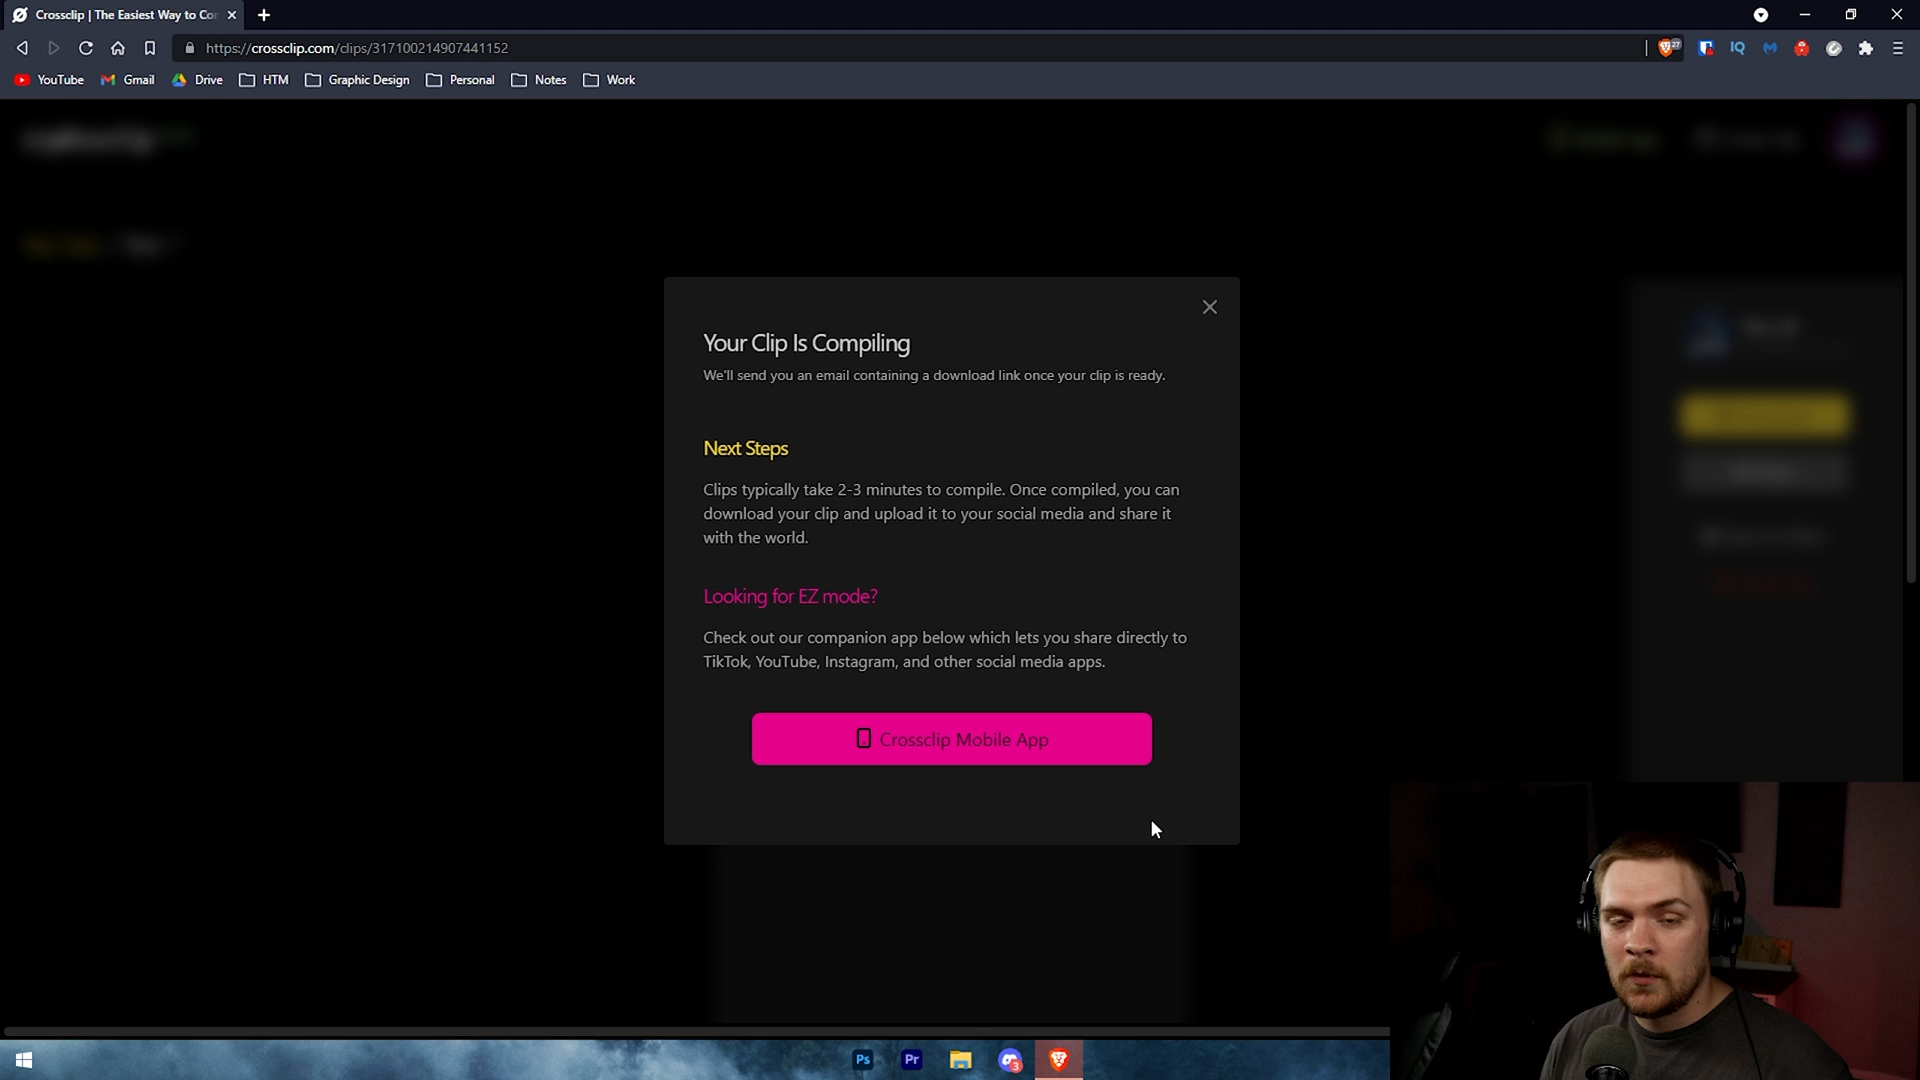 Crossclip | The Easiest Way to Co
https://crossclip.com/clips/317100214907441152
27
IQ
YouTube
Gmail
Drive
HTM
Graphic Design
Personal
Notes
Work
Your Clip Is Compiling
We'll send you an email containing a download link once your clip is ready.
Next Steps
Clips typically take 2-3 minutes to compile. Once compiled, you can
download your clip and upload it to your social media and share it
with the world.
Looking for EZ mode?
Check out our companion app below which lets you share directly to
TikTok, YouTube, Instagram, and other social media apps.
Crossclip Mobile App
Ps
Pr
3